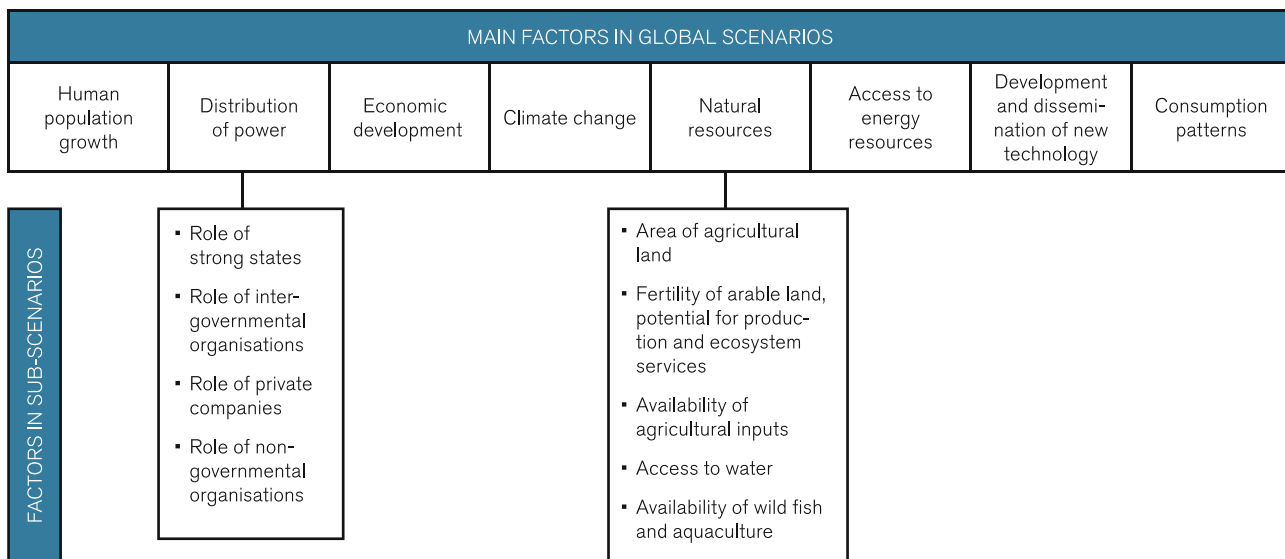 MAIN FACTORS IN GLOBAL SCENARIOS
Human
population
growth
Distribution
of power
Economic
development
Climate change
Natural
resources
Access to
energy
resources
Development
and dissemi-
nation of new
technology
Consumption
patterns
FACTORS IN SUB-SCENARIOS
▪ Role of
strong states
▪ Role of inter-
governmental
organisations
▪ Role of private
companies
▪ Role of non-
governmental
organisations
▪ Area of agricultural
land
▪ Fertility of arable land,
potential for produc-
tion and ecosystem
services
▪ Availability of
agricultural inputs
▪ Access to water
▪ Availability of wild fish
and aquaculture